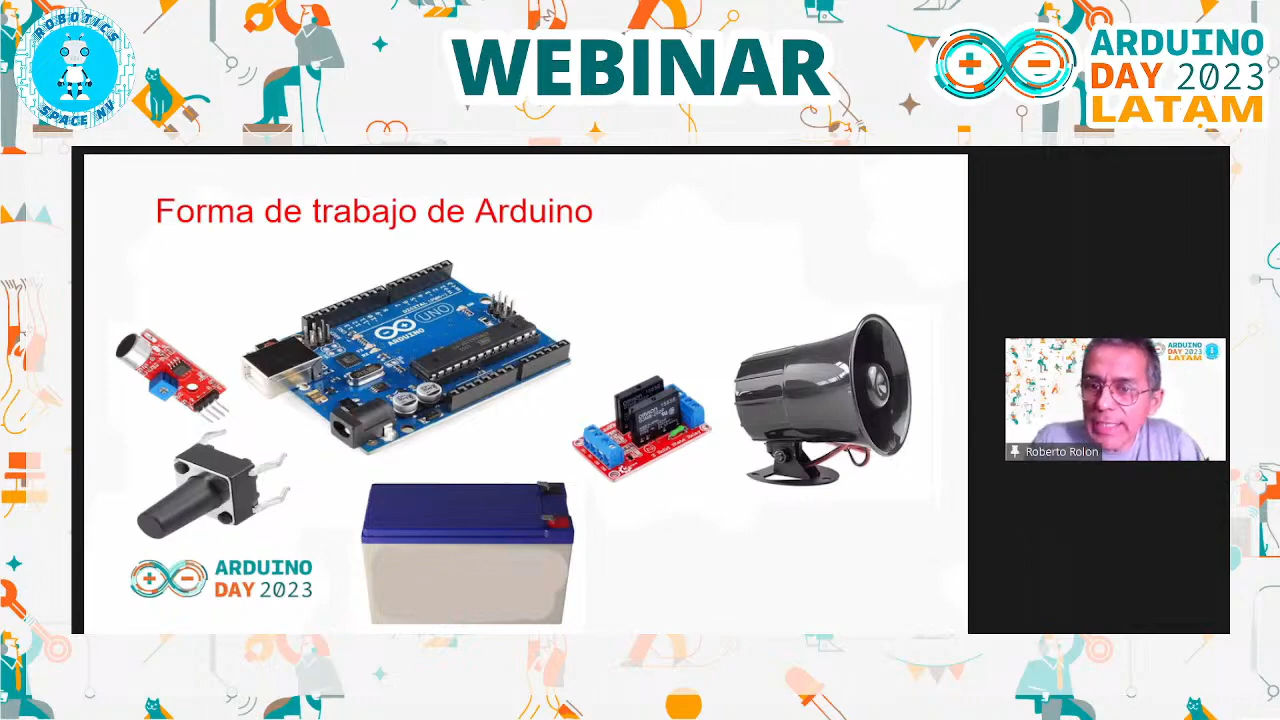 ROBOTICS
SPACE NV
WEBINAR
ARDUINO
DAY 2023
LATAM
Forma de trabajo de Arduino
ARDUINO
UNO
ARDUINO
DAY 2023
ARDUINO
DAY 2023
LATAM
Roberto Rolon